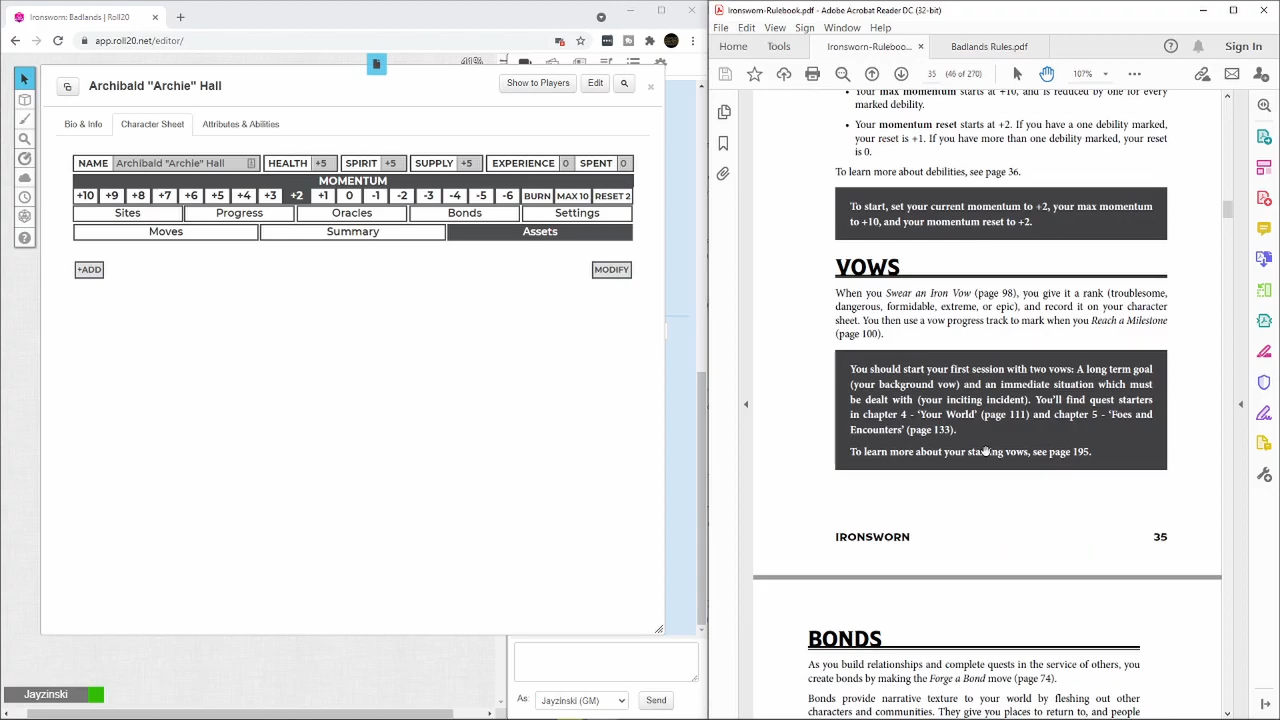 Ironsworn: Badlands | Roll20
app.roll20.net/editor/
Archibald "Archie" Hall
Show to Players
Edit
Bio & Info
Character Sheet
Attributes & Abilities
NAME Archibald "Archie" Hall HEALTH +5 SPIRIT +5 SUPPLY +5 EXPERIENCE 0 SPENT 0
MOMENTUM
+10 +9 +8 +7 +6 +5 +4 +3 +2 +1 0 -1 -2 -3 -4 -5 -6 BURN MAX 10 RESET 2
Sites Progress Oracles Bonds Settings
Moves Summary Assets
+ADD MODIFY
Jayzinski
As: Jayzinski (GM) Send
Ironsworn-Rulebook.pdf - Adobe Acrobat Reader DC (32-bit)
File Edit View Sign Window Help
Home Tools Ironsworn-Ruleboo... Badlands Rules.pdf Sign In
35 (46 of 270) 107%
Your max momentum starts at +10, and is reduced by one for every
marked debility.
• Your momentum reset starts at +2. If you have a one debility marked,
your reset is +1. If you have more than one debility marked, your reset
is 0.
To learn more about debilities, see page 36.
To start, set your current momentum to +2, your max momentum
to +10, and your momentum reset to +2.
VOWS
When you Swear an Iron Vow (page 98), you give it a rank (troublesome,
dangerous, formidable, extreme, or epic), and record it on your character
sheet. You then use a vow progress track to mark when you Reach a Milestone
(page 100).
You should start your first session with two vows: A long term goal
(your background vow) and an immediate situation which must
be dealt with (your inciting incident). You'll find quest starters
in chapter 4 - 'Your World' (page 111) and chapter 5 - 'Foes and
Encounters' (page 133).
To learn more about your starting vows, see page 195.
IRONSWORN 35
BONDS
As you build relationships and complete quests in the service of others, you
create bonds by making the Forge a Bond move (page 74).
Bonds provide narrative texture to your world by fleshing out other
characters and communities. They give you places to return to, and people